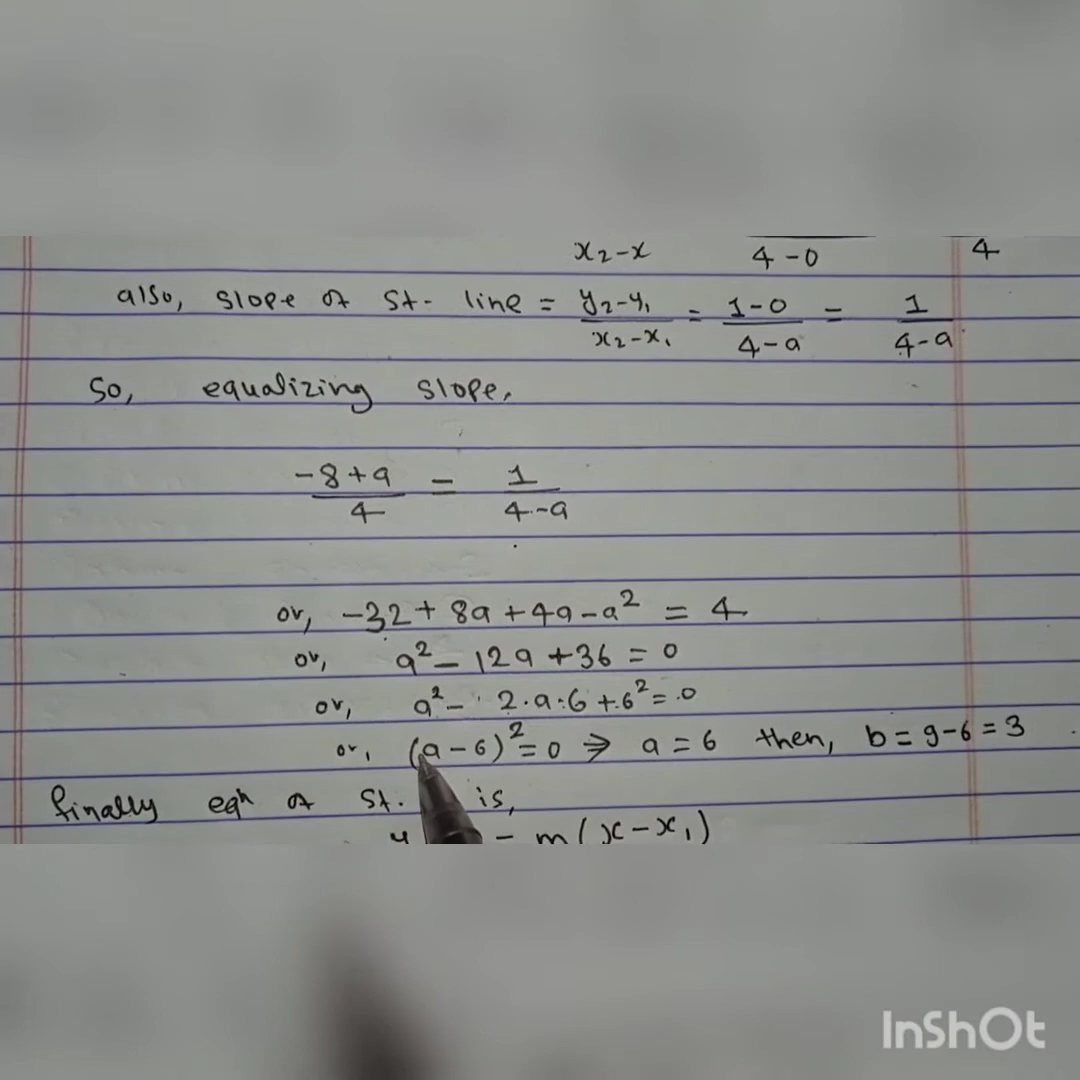 x₂-x 4-0 4
also, slope of St. line = y₂-y₁/x₂-x₁ = 1-0/4-a = 1/4-a
So, equalizing slope,
-8+a/4 = 1/4-a
or, -32+8a+4a-a² = 4
or, a²-12a+36=0
or, a²- 2.a.6+6²=0
or, (a-6)²=0 ⇒ a=6 then, b=9-6=3
finally eqn of St. is,
y - m(x-x₁)
InShOt